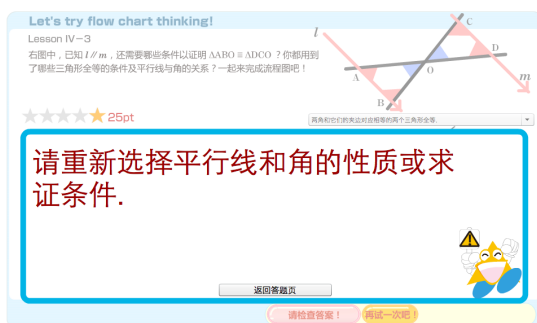 Let's try flow chart thinking!
Lesson IV-3
右图中，已知 l // m，还需要哪些条件以证明 ΔABO ≌ ΔDCO ？你都用到
了哪些三角形全等的条件及平行线与角的关系？一起来完成流程图吧！
l
C
D
O
A
m
B
25pt
两角和它们的夹边对应相等的两个三角形全等.
请重新选择平行线和角的性质或求
证条件.
返回答题页
请检查答案！
再试一次吧！